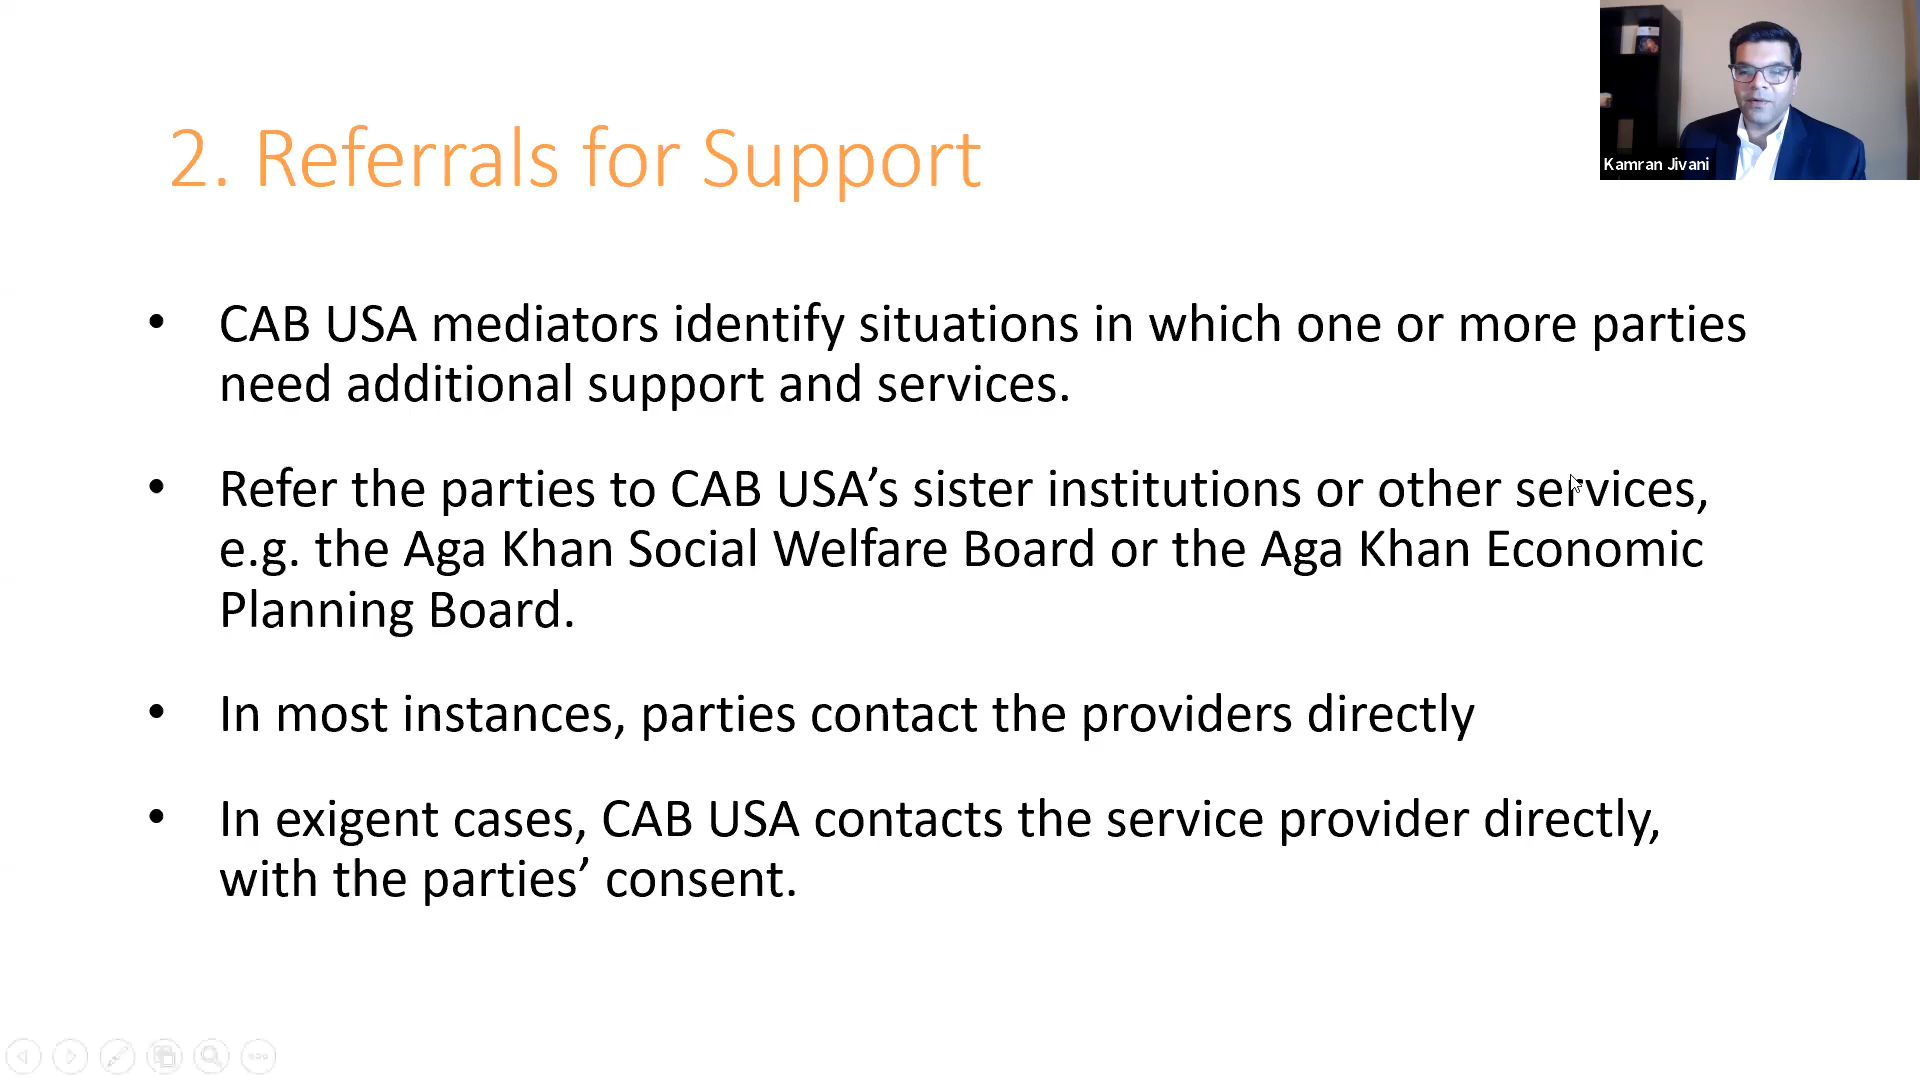 2. Referrals for Support
Kamran Jivani
• CAB USA mediators identify situations in which one or more parties
need additional support and services.
• Refer the parties to CAB USA’s sister institutions or other services,
e.g. the Aga Khan Social Welfare Board or the Aga Khan Economic
Planning Board.
• In most instances, parties contact the providers directly
• In exigent cases, CAB USA contacts the service provider directly,
with the parties’ consent.